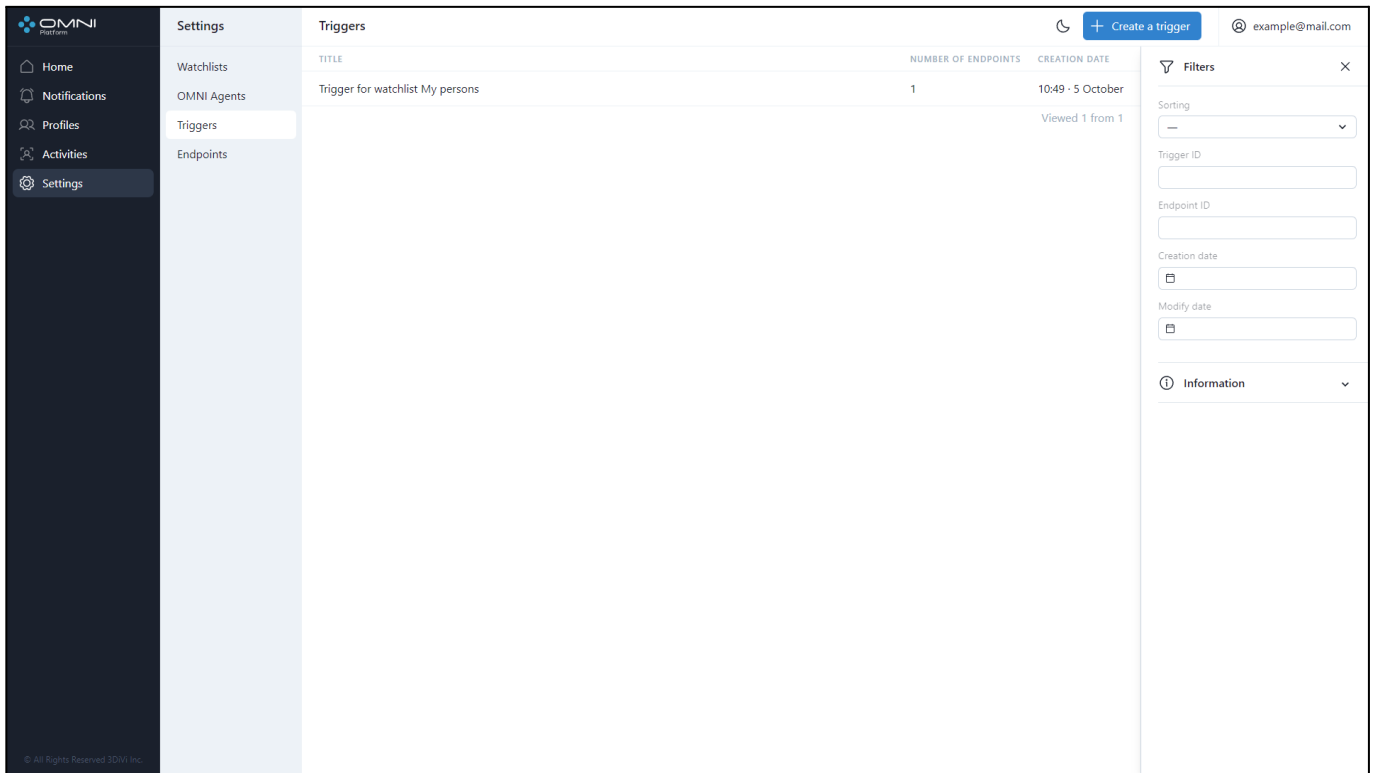 OMNI
Platform
Home
Notifications
Profiles
Activities
Settings
© All Rights Reserved 3DiVi Inc.
Settings
Watchlists
OMNI Agents
Triggers
Endpoints
Triggers
Create a trigger
example@mail.com
TITLE NUMBER OF ENDPOINTS CREATION DATE
Trigger for watchlist My persons 1 10:49 · 5 October
Viewed 1 from 1
Filters
Sorting
—
Trigger ID
Endpoint ID
Creation date
Modify date
Information